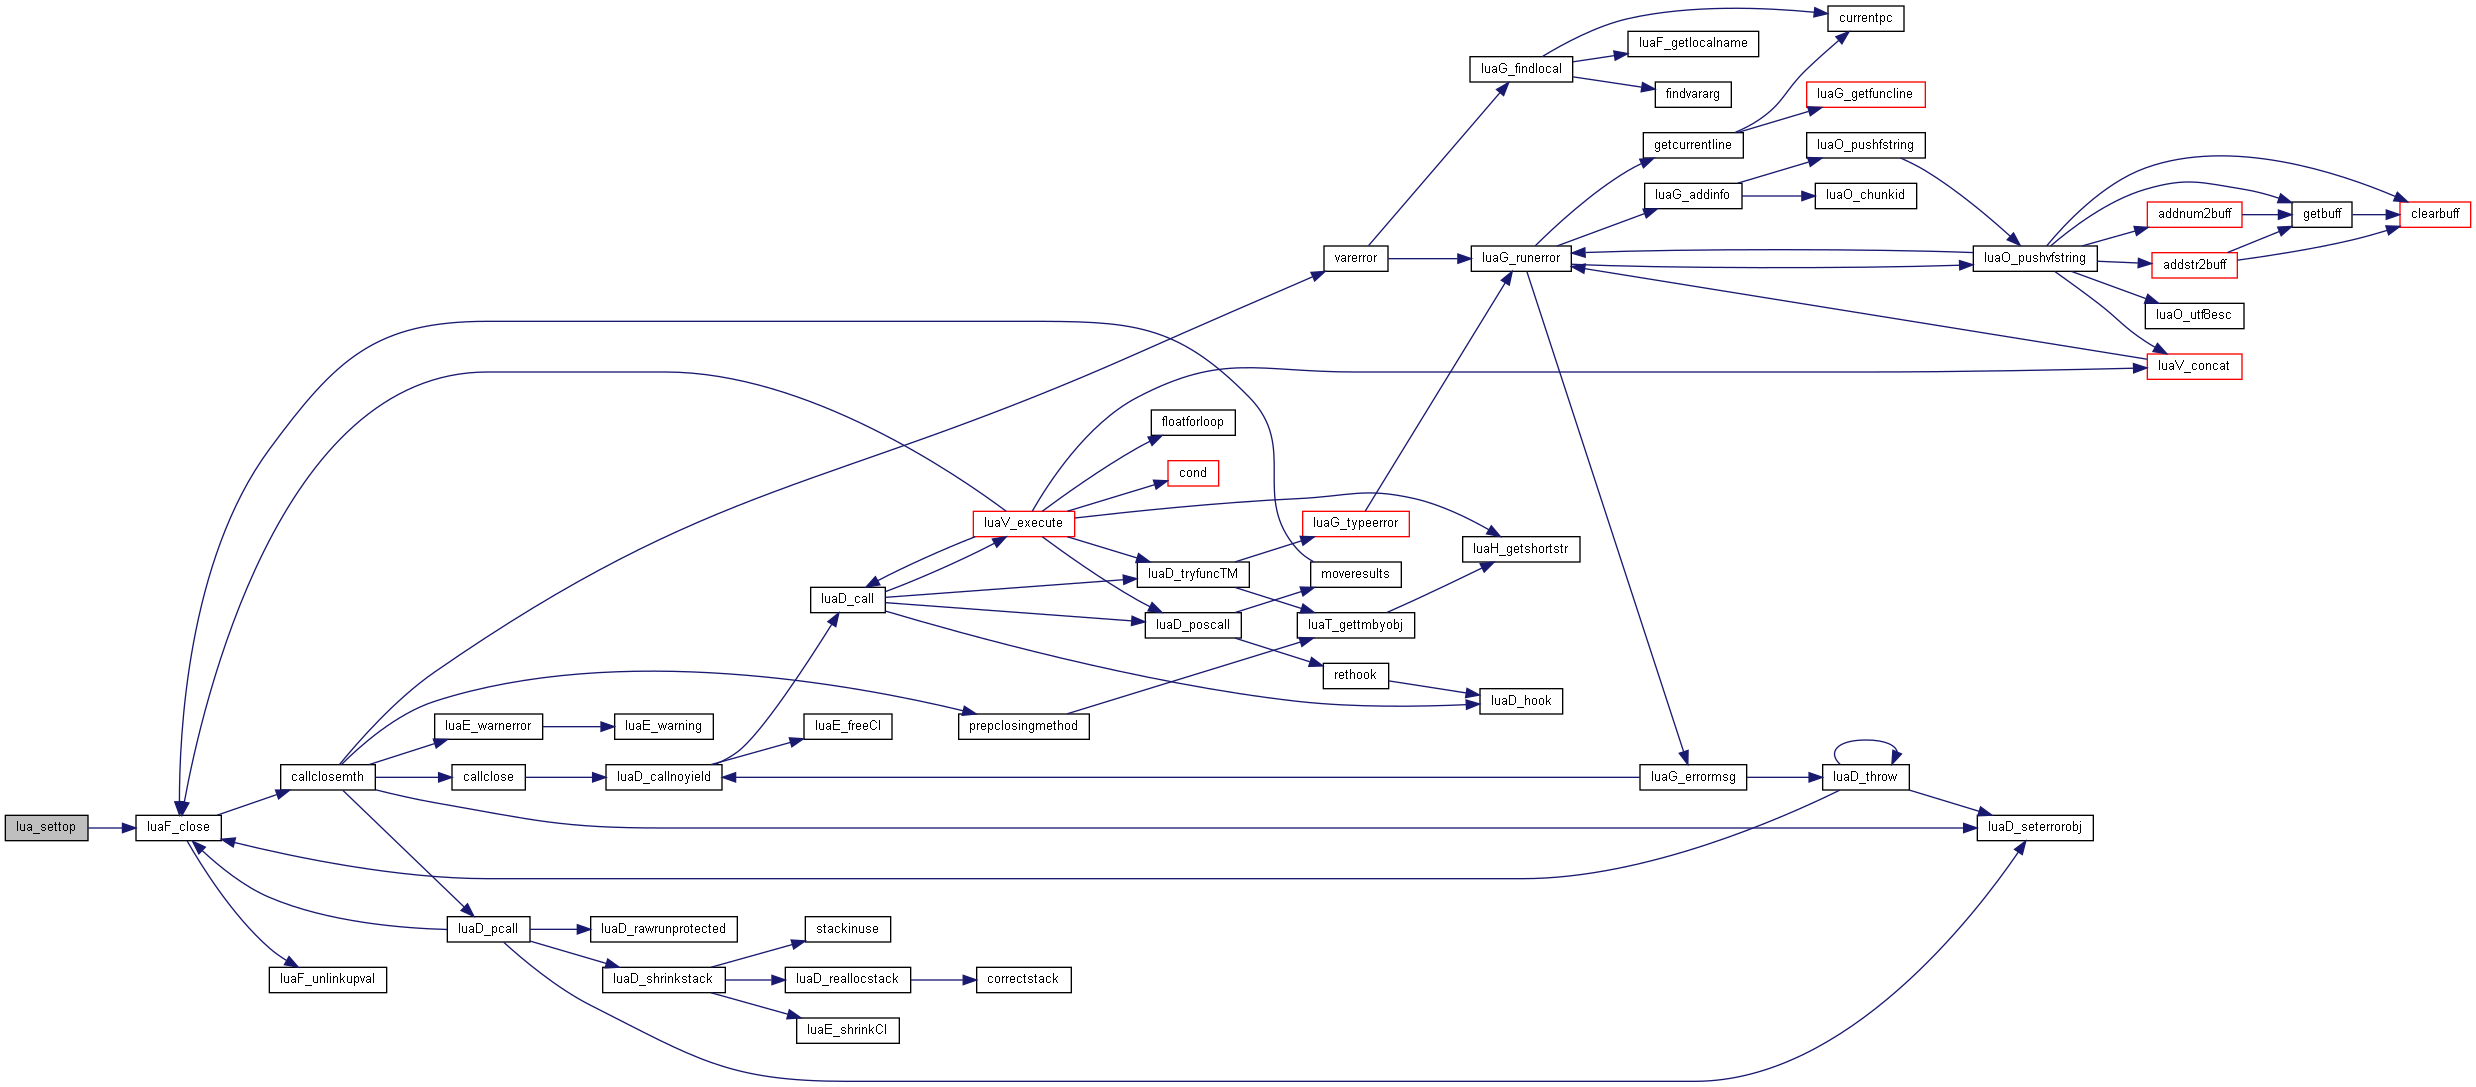 currentpc
luaF_getlocalname
luaG_findlocal
findvararg
luaG_getfuncline
getcurrentline
luaO_pushfstring
luaG_addinfo
luaO_chunkid
addnum2buff
getbuff
clearbuff
varerror
luaG_runerror
luaO_pushvfstring
addstr2buff
luaO_utf8esc
luaV_concat
floatforloop
cond
luaV_execute
luaG_typeerror
luaH_getshortstr
luaD_tryfuncTM
moveresults
luaD_call
luaD_poscall
luaT_gettmbyobj
rethook
luaD_hook
luaE_warnerror
luaE_warning
luaE_freeCI
prepclosingmethod
callclosemth
callclose
luaD_callnoyield
luaG_errormsg
luaD_throw
lua_settop
luaF_close
luaD_seterrorobj
luaD_pcall
luaD_rawrunprotected
stackinuse
luaF_unlinkupval
luaD_shrinkstack
luaD_reallocstack
correctstack
luaE_shrinkCI